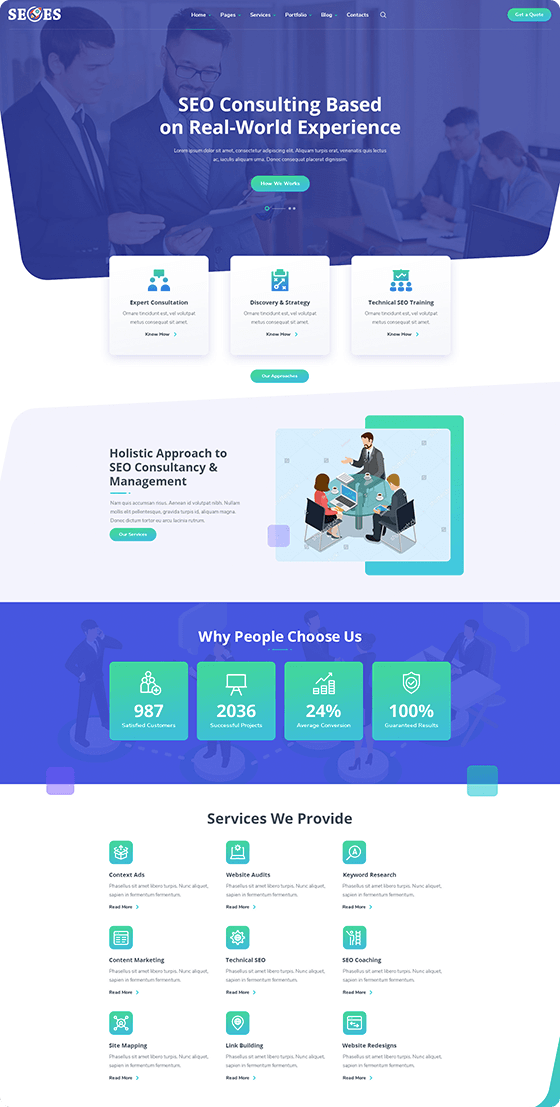 SEOES
Home Pages Services Portfolio Blog Contacts
Get a Quote
SEO Consulting Based
on Real-World Experience
Lorem ipsum dolor sit amet, consectetur adipiscing elit. Aliquam turpis erat, venenatis quis lectus
ac, iaculis aliquam urna. Donec consequat placerat dignissim.
How We Works
Expert Consultation
Ornare tincidunt est, vel volutpat
metus consequat sit amet.
Know How
Discovery & Strategy
Ornare tincidunt est, vel volutpat
metus consequat sit amet.
Know How
Technical SEO Training
Ornare tincidunt est, vel volutpat
metus consequat sit amet.
Know How
Our Approaches
Holistic Approach to
SEO Consultancy &
Management
Nam quis accumsan risus. Aenean id volutpat nibh. Nullam
mollis elit pellentesque, gravida turpis id, aliquam magna.
Donec dictum tortor eu arcu lacinia rutrum.
Our Services
Why People Choose Us
987
Satisfied Customers
2036
Successful Projects
24%
Average Conversion
100%
Guaranteed Results
Services We Provide
Context Ads
Phasellus sit amet libero turpis. Nunc aliquet,
sapien in fermentum fermentum.
Read More
Website Audits
Phasellus sit amet libero turpis. Nunc aliquet,
sapien in fermentum fermentum.
Read More
Keyword Research
Phasellus sit amet libero turpis. Nunc aliquet,
sapien in fermentum fermentum.
Read More
Content Marketing
Phasellus sit amet libero turpis. Nunc aliquet,
sapien in fermentum fermentum.
Read More
Technical SEO
Phasellus sit amet libero turpis. Nunc aliquet,
sapien in fermentum fermentum.
Read More
SEO Coaching
Phasellus sit amet libero turpis. Nunc aliquet,
sapien in fermentum fermentum.
Read More
Site Mapping
Phasellus sit amet libero turpis. Nunc aliquet,
sapien in fermentum fermentum.
Read More
Link Building
Phasellus sit amet libero turpis. Nunc aliquet,
sapien in fermentum fermentum.
Read More
Website Redesigns
Phasellus sit amet libero turpis. Nunc aliquet,
sapien in fermentum fermentum.
Read More